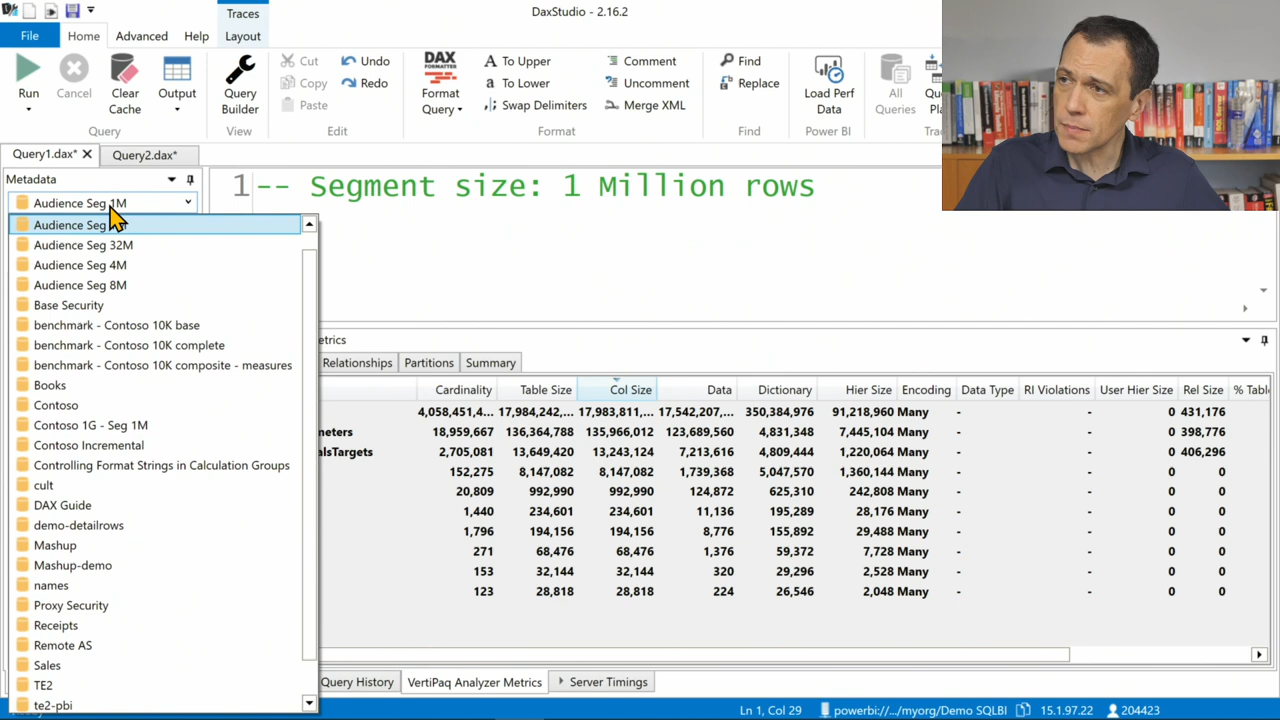 DaxStudio - 2.16.2
Traces
File Home Advanced Help Layout
Run
Cancel
Clear Cache
Output
Query
Query Builder
View
Cut
Copy
Paste
Undo
Redo
Edit
DAX FORMATTER
Format Query
To Upper
To Lower
Swap Delimiters
Comment
Uncomment
Merge XML
Format
Find
Replace
Find
Load Perf Data
Power BI
All Queries
Query1.dax*
Query2.dax*
Metadata
1 -- Segment size: 1 Million rows
Audience Seg 1M
Audience Seg
Audience Seg 32M
Audience Seg 4M
Audience Seg 8M
Base Security
benchmark - Contoso 10K base
benchmark - Contoso 10K complete
benchmark - Contoso 10K composite - measures
Books
Contoso
Contoso 1G - Seg 1M
Contoso Incremental
Controlling Format Strings in Calculation Groups
cult
DAX Guide
demo-detailrows
Mashup
Mashup-demo
names
Proxy Security
Receipts
Remote AS
Sales
TE2
te2-pbi
Relationships Partitions Summary
Cardinality Table Size Col Size Data Dictionary Hier Size Encoding Data Type RI Violations User Hier Size Rel Size % Tabl
4,058,451,4... 17,984,242,... 17,983,811,... 17,542,207,... 350,384,976 91,218,960 Many - - 0 431,176
18,959,667 136,364,788 135,966,012 123,689,560 4,831,348 7,445,104 Many - - 0 398,776
2,705,081 13,649,420 13,243,124 7,213,616 4,809,444 1,220,064 Many - - 0 406,296
152,275 8,147,082 8,147,082 1,739,368 5,047,570 1,360,144 Many - - 0 0
20,809 992,990 992,990 124,872 625,310 242,808 Many - - 0 0
1,440 234,601 234,601 11,136 195,289 28,176 Many - - 0 0
1,796 194,156 194,156 8,776 155,892 29,488 Many - - 0 0
271 68,476 68,476 1,376 59,372 7,728 Many - - 0 0
153 32,144 32,144 320 29,296 2,528 Many - - 0 0
123 28,818 28,818 224 26,546 2,048 Many - - 0 0
Query History VertiPaq Analyzer Metrics Server Timings
Ln 1, Col 29 powerbi://.../myorg/Demo SQLBI 15.1.97.22 204423